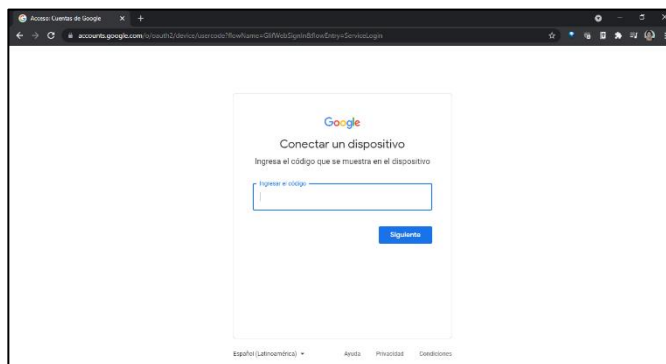 Acceso: Cuentas de Google
accounts.google.com/o/oauth2/device/usercode?flowName=GlifWebSignIn&flowEntry=ServiceLogin
Google
Conectar un dispositivo
Ingresa el código que se muestra en el dispositivo
Ingresar el código
Siguiente
Español (Latinoamérica)
Ayuda
Privacidad
Condiciones